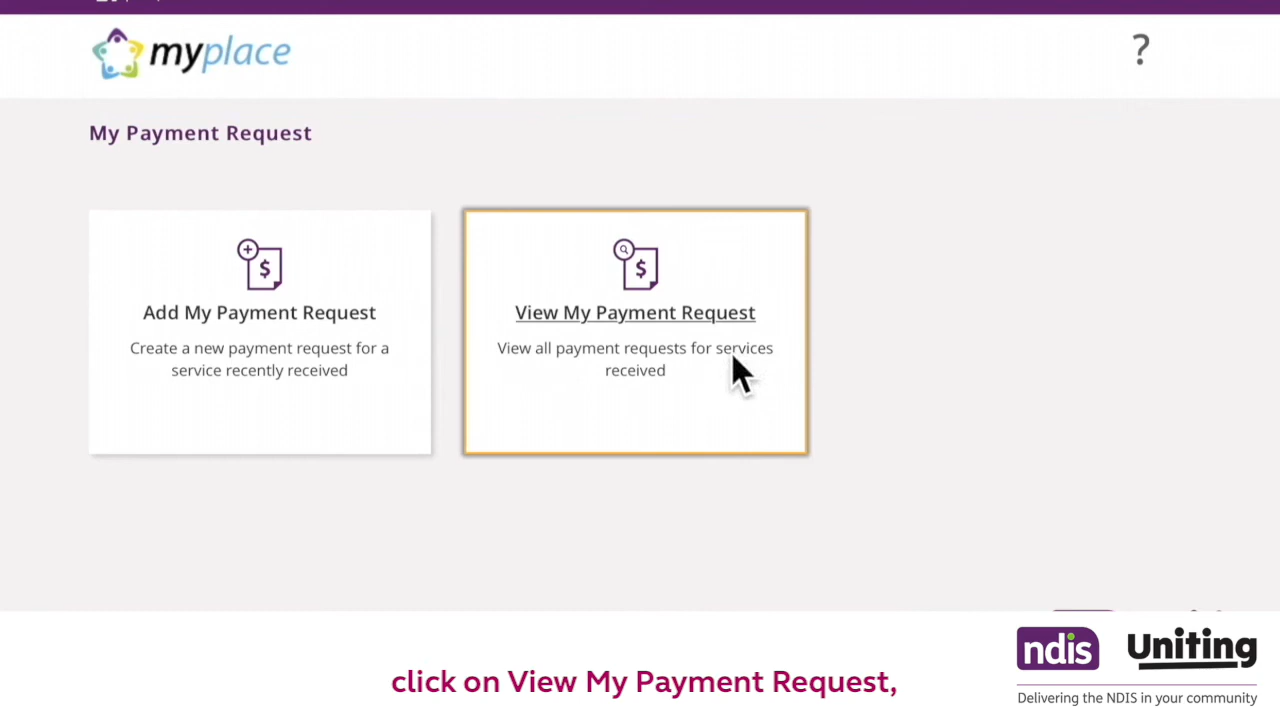 myplace
?
My Payment Request
$
$
Add My Payment Request
View My Payment Request
Create a new payment request for a
service recently received
View all payment requests for services
received
click on View My Payment Request,
ndis
Uniting
Delivering the NDIS in your community